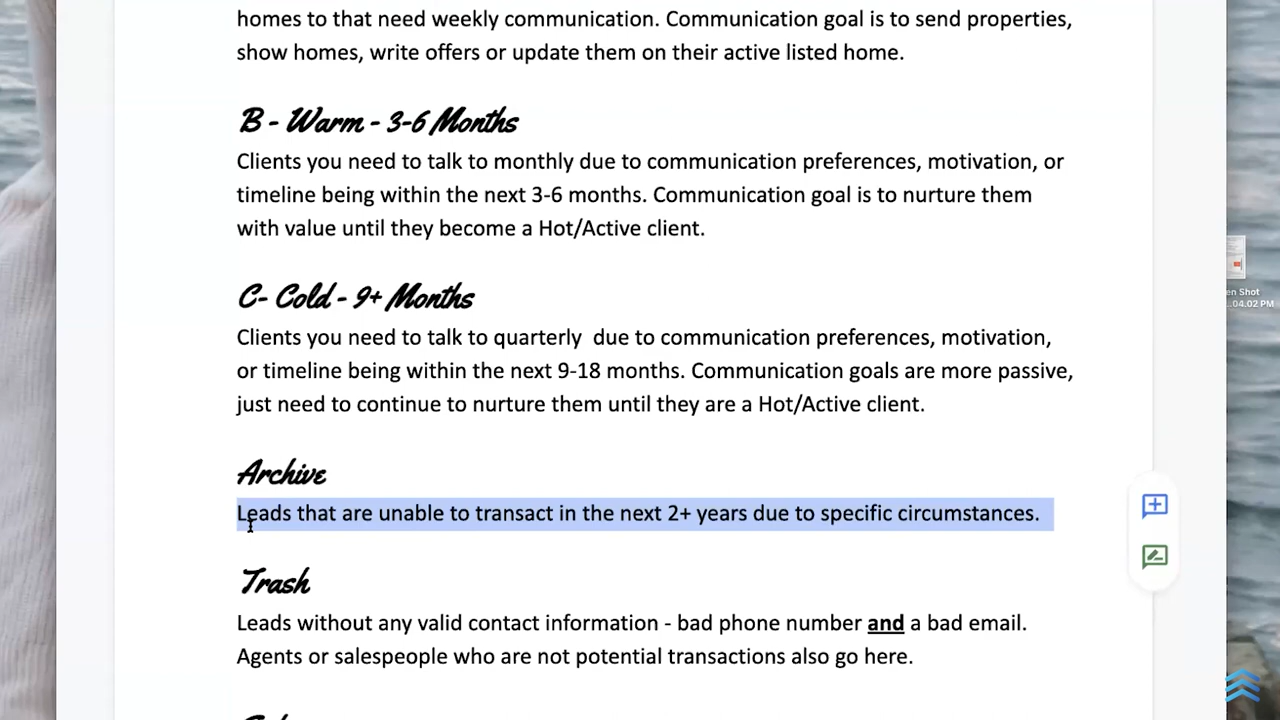 homes to that need weekly communication. Communication goal is to send properties,
show homes, write offers or update them on their active listed home.
B - Warm - 3-6 Months
Clients you need to talk to monthly due to communication preferences, motivation, or
timeline being within the next 3-6 months. Communication goal is to nurture them
with value until they become a Hot/Active client.
C- Cold - 9+ Months
Clients you need to talk to quarterly  due to communication preferences, motivation,
or timeline being within the next 9-18 months. Communication goals are more passive,
just need to continue to nurture them until they are a Hot/Active client.
Archive
Leads that are unable to transact in the next 2+ years due to specific circumstances.
Trash
Leads without any valid contact information - bad phone number and a bad email.
Agents or salespeople who are not potential transactions also go here.
en Shot
...04.02 PM